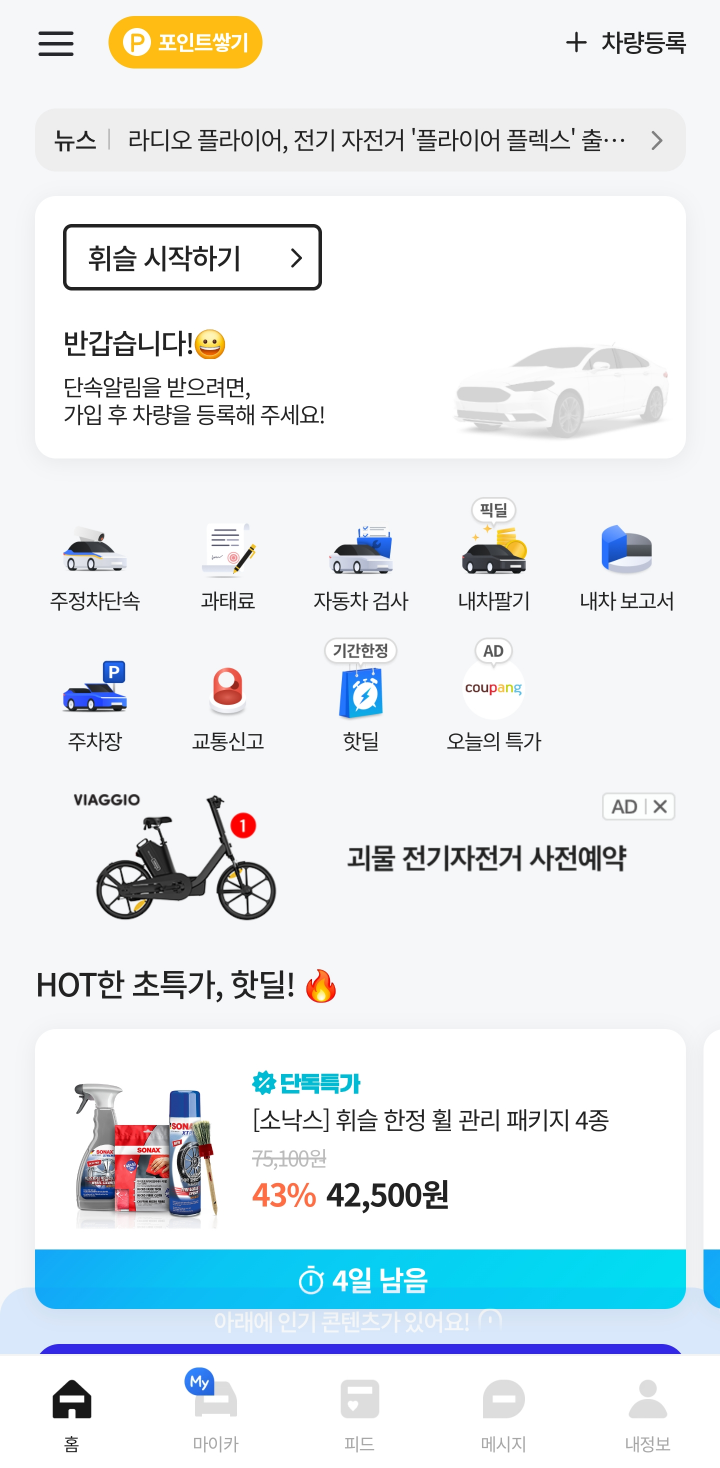 P 포인트쌓기
+ 차량등록
뉴스 | 라디오 플라이어, 전기 자전거 '플라이어 플렉스' 출…
휘슬 시작하기 >
반갑습니다!😀
단속알림을 받으려면,
가입 후 차량을 등록해 주세요!
픽딜
주정차단속
과태료
자동차 검사
내차팔기
내차 보고서
P
기간한정
AD
coupang
주차장
교통신고
핫딜
오늘의 특가
VIAGGIO
1
AD | X
괴물 전기자전거 사전예약
HOT한 초특가, 핫딜! 🔥
단독특가
[소낙스] 휘슬 한정 휠 관리 패키지 4종
75,100원
43% 42,500원
SONAX
SONAX
4일 남음
아래에 인기 콘텐츠가 있어요!
My
홈
마이카
피드
메시지
내정보